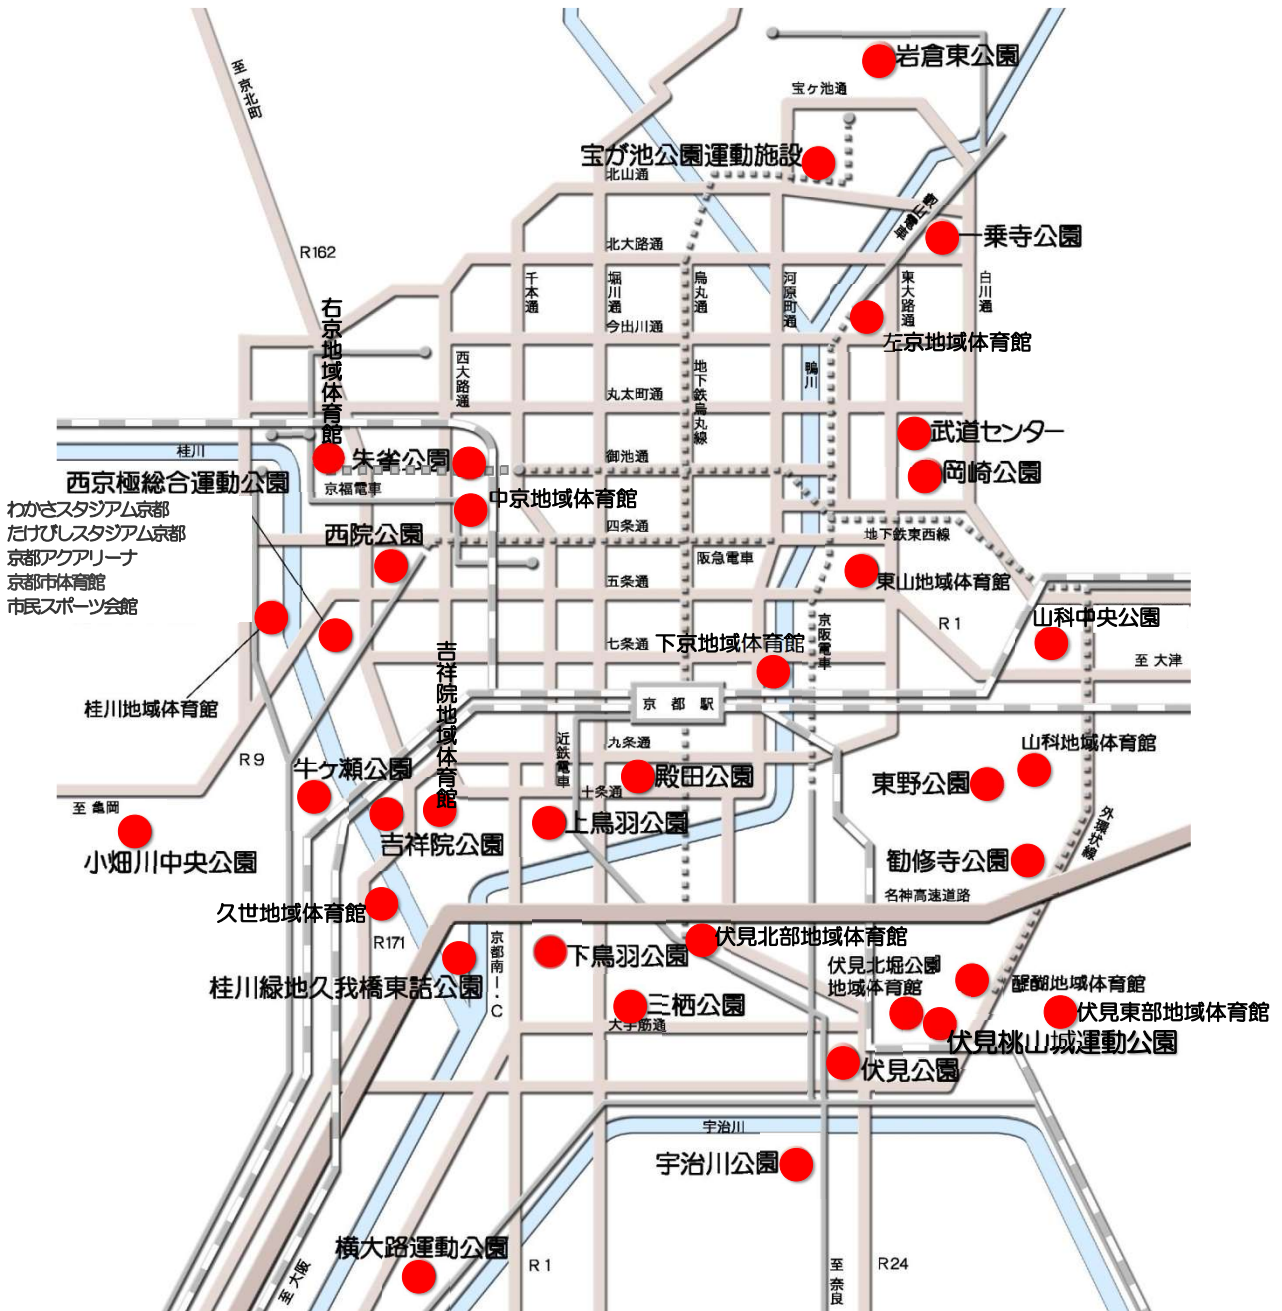 岩倉東公園
至 京北町
宝ヶ池通
宝が池公園運動施設
北山通
叡山電車
一乗寺公園
R162
北大路通
千本通
堀川通
烏丸通
河原町通
東大路通
白川通
右京地域体育館
今出川通
左京地域体育館
西大路通
地下鉄烏丸線
鴨川
丸太町通
武道センター
桂川
朱雀公園
御池通
岡崎公園
西京極総合運動公園
京福電車
中京地域体育館
わかさスタジアム京都
たけびしスタジアム京都
京都アクアリーナ
京都市体育館
市民スポーツ会館
西院公園
四条通
地下鉄東西線
阪急電車
五条通
東山地域体育館
京阪電車
R1
山科中央公園
吉祥院地域体育館
七条通
下京地域体育館
至 大津
桂川地域体育館
京都駅
近鉄電車
九条通
山科地域体育館
R9
牛ヶ瀬公園
殿田公園
東野公園
十条通
至 亀岡
外環状線
小畑川中央公園
吉祥院公園
上鳥羽公園
勧修寺公園
名神高速道路
久世地域体育館
R171
京都南I.C
伏見北部地域体育館
下鳥羽公園
伏見北堀公園
地域体育館
醍醐地域体育館
桂川緑地久我橋東詰公園
三栖公園
伏見東部地域体育館
大手筋通
伏見桃山城運動公園
伏見公園
宇治川
宇治川公園
横大路運動公園
至 大阪
R1
至 奈良
R24